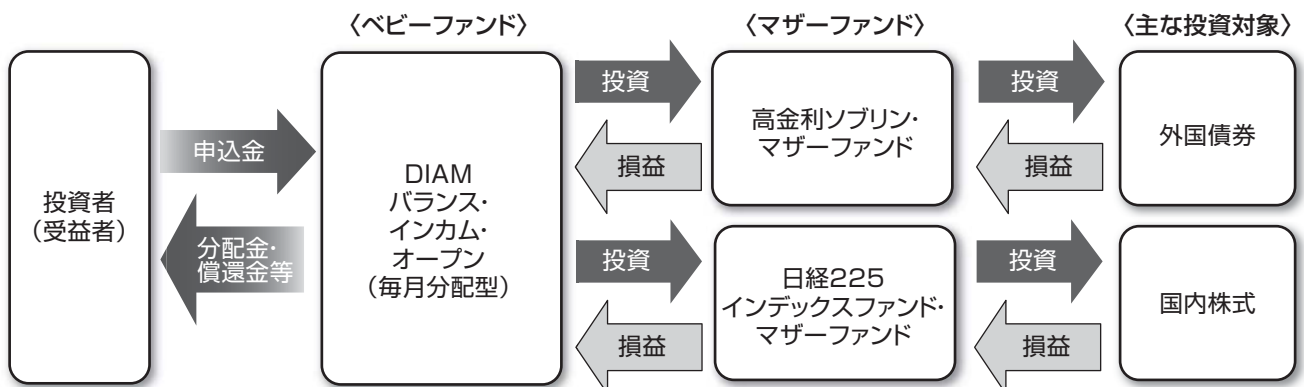 〈ベビーファンド〉
〈マザーファンド〉
〈主な投資対象〉
投資者
（受益者）
申込金
分配金・
償還金等
DIAM
バランス・
インカム・
オープン
（毎月分配型）
投資
損益
高金利ソブリン・
マザーファンド
投資
損益
外国債券
投資
損益
日経225
インデックスファンド・
マザーファンド
投資
損益
国内株式